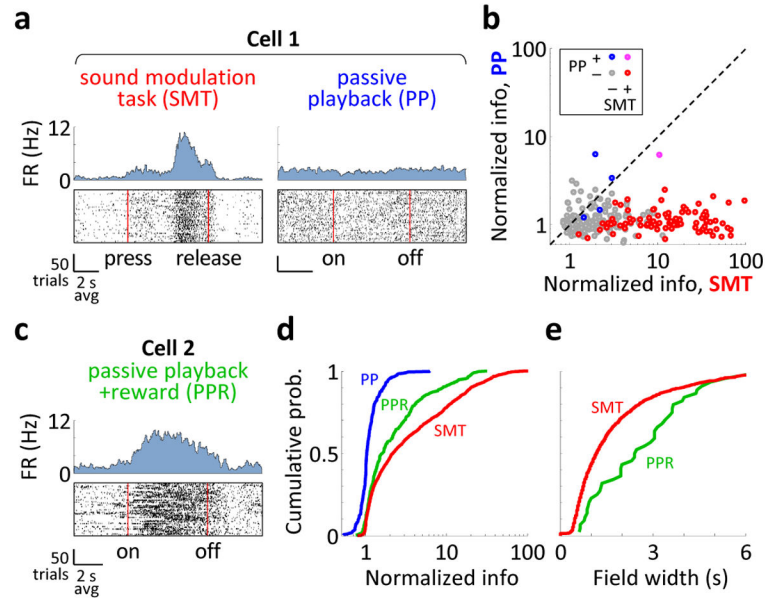 a
Cell 1
sound modulation
task (SMT)
passive
playback (PP)
12
FR (Hz)
0
press release
on off
50
trials
2 s
avg
b
100
10
1
Normalized info, PP
PP + −
− +
SMT
1 10 100
Normalized info, SMT
c
Cell 2
passive playback
+reward (PPR)
12
FR (Hz)
0
on off
50
trials
2 s
avg
d
1
0.5
0
Cumulative prob.
PP
PPR
SMT
1 10 100
Normalized info
e
SMT
PPR
0 3 6
Field width (s)